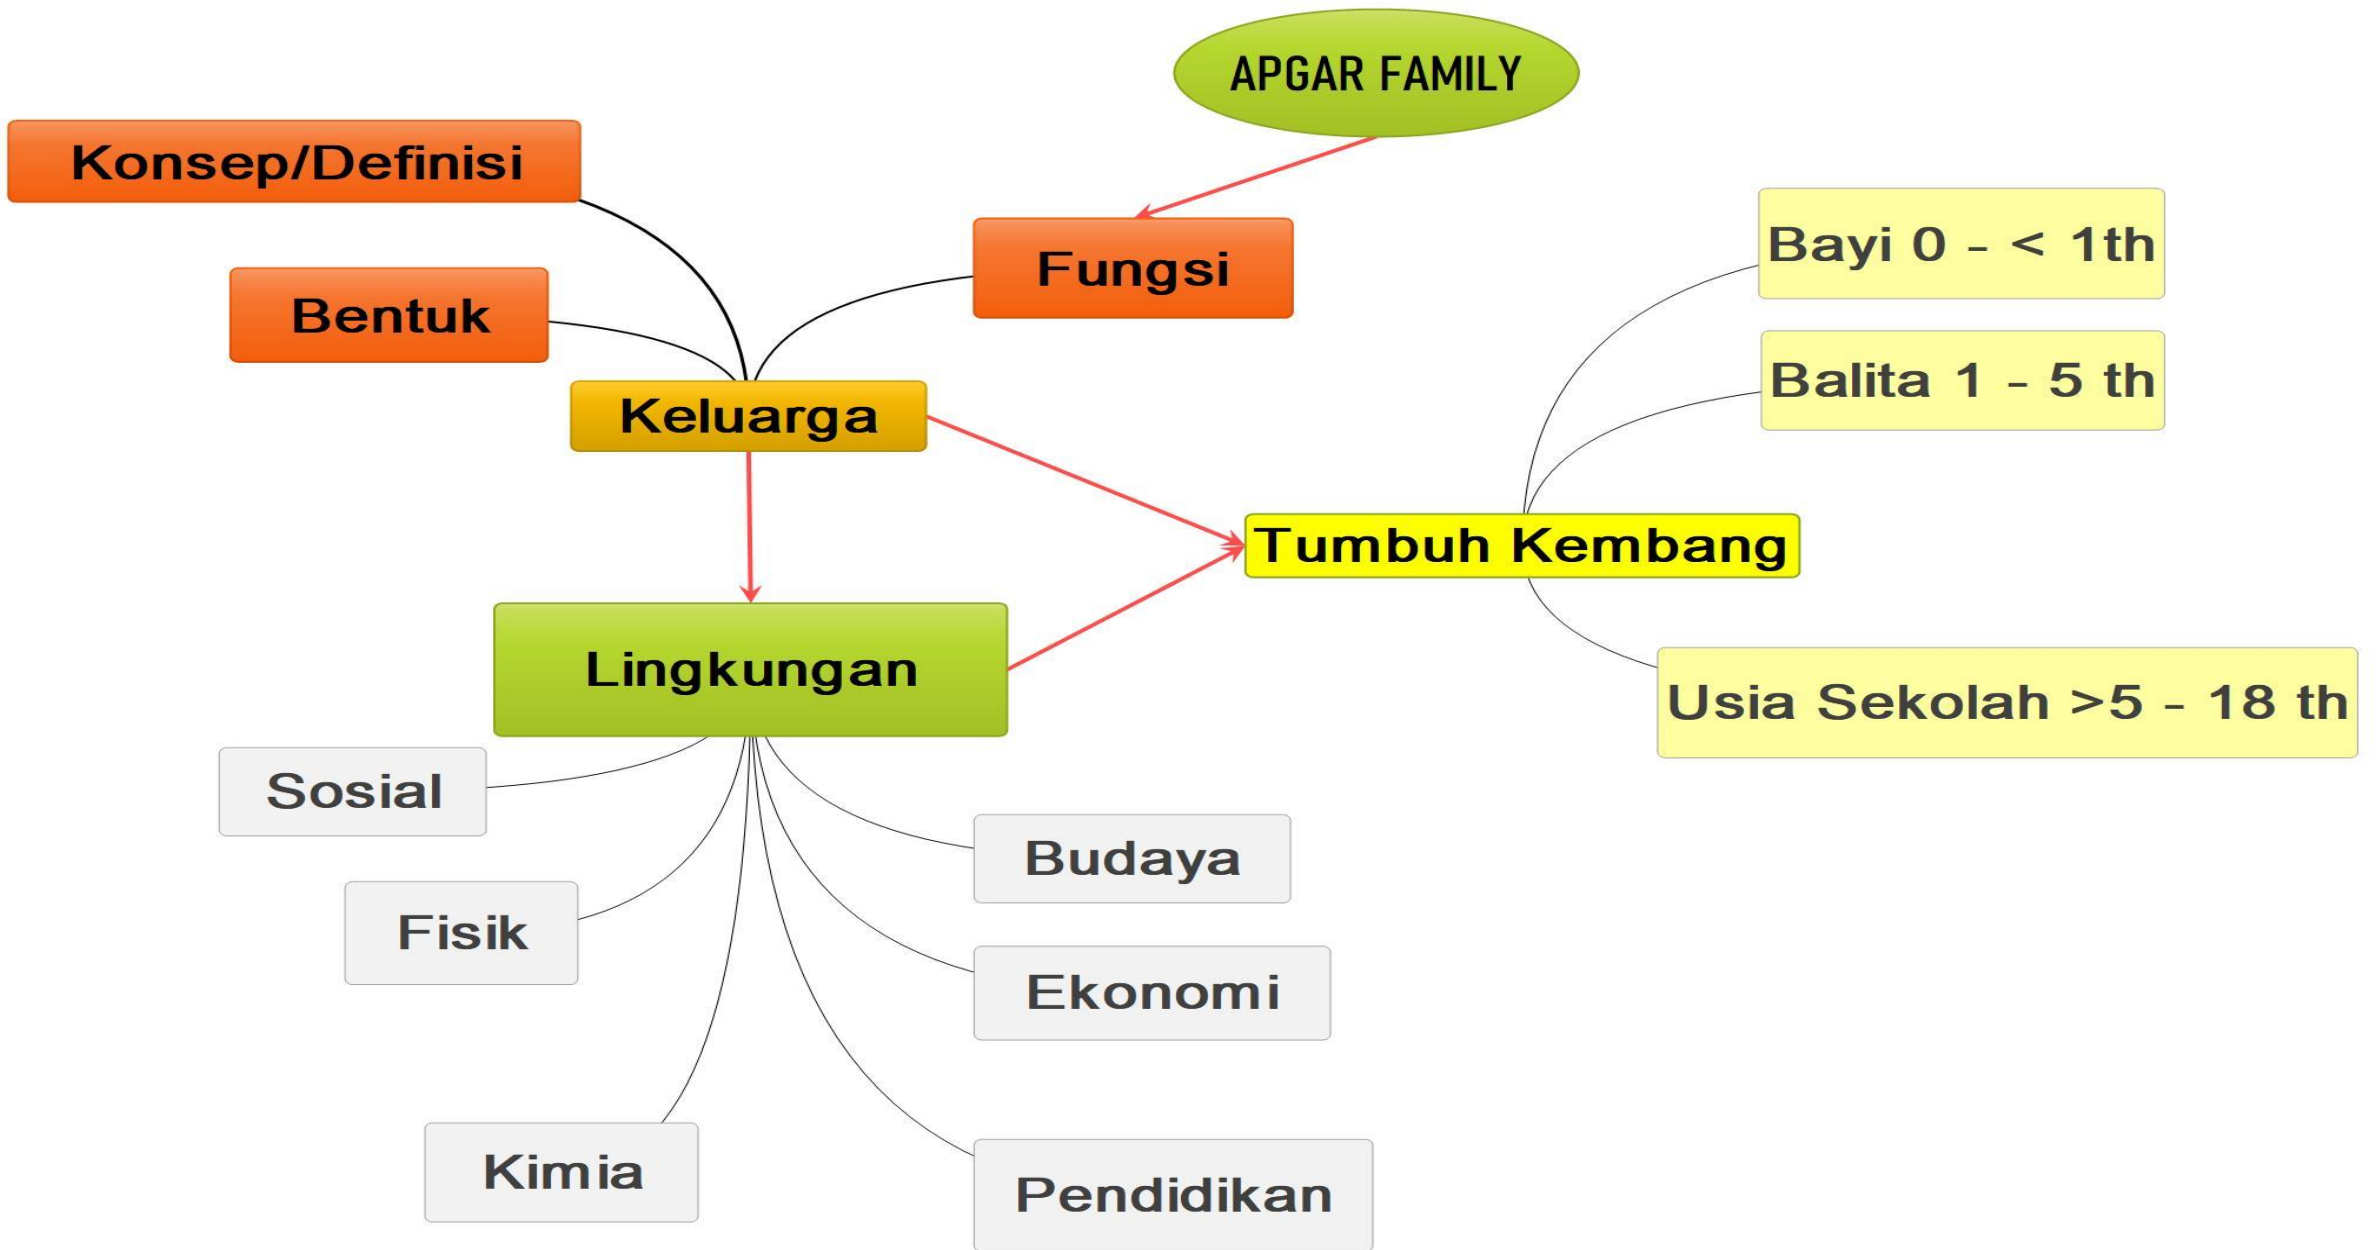 APGAR FAMILY
Konsep/Definisi
Fungsi
Bentuk
Keluarga
Bayi 0 - < 1th
Balita 1 - 5 th
Tumbuh Kembang
Usia Sekolah >5 - 18 th
Lingkungan
Sosial
Fisik
Kimia
Budaya
Ekonomi
Pendidikan